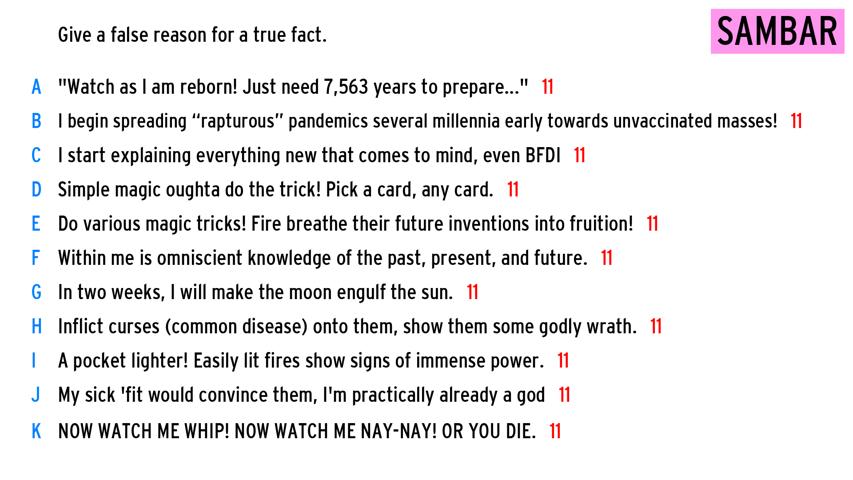 Give a false reason for a true fact.
SAMBAR
A "Watch as I am reborn! Just need 7,563 years to prepare..." 11
B I begin spreading “rapturous” pandemics several millennia early towards unvaccinated masses! 11
C I start explaining everything new that comes to mind, even BFDI 11
D Simple magic oughta do the trick! Pick a card, any card. 11
E Do various magic tricks! Fire breathe their future inventions into fruition! 11
F Within me is omniscient knowledge of the past, present, and future. 11
G In two weeks, I will make the moon engulf the sun. 11
H Inflict curses (common disease) onto them, show them some godly wrath. 11
I A pocket lighter! Easily lit fires show signs of immense power. 11
J My sick 'fit would convince them, I'm practically already a god 11
K NOW WATCH ME WHIP! NOW WATCH ME NAY-NAY! OR YOU DIE. 11